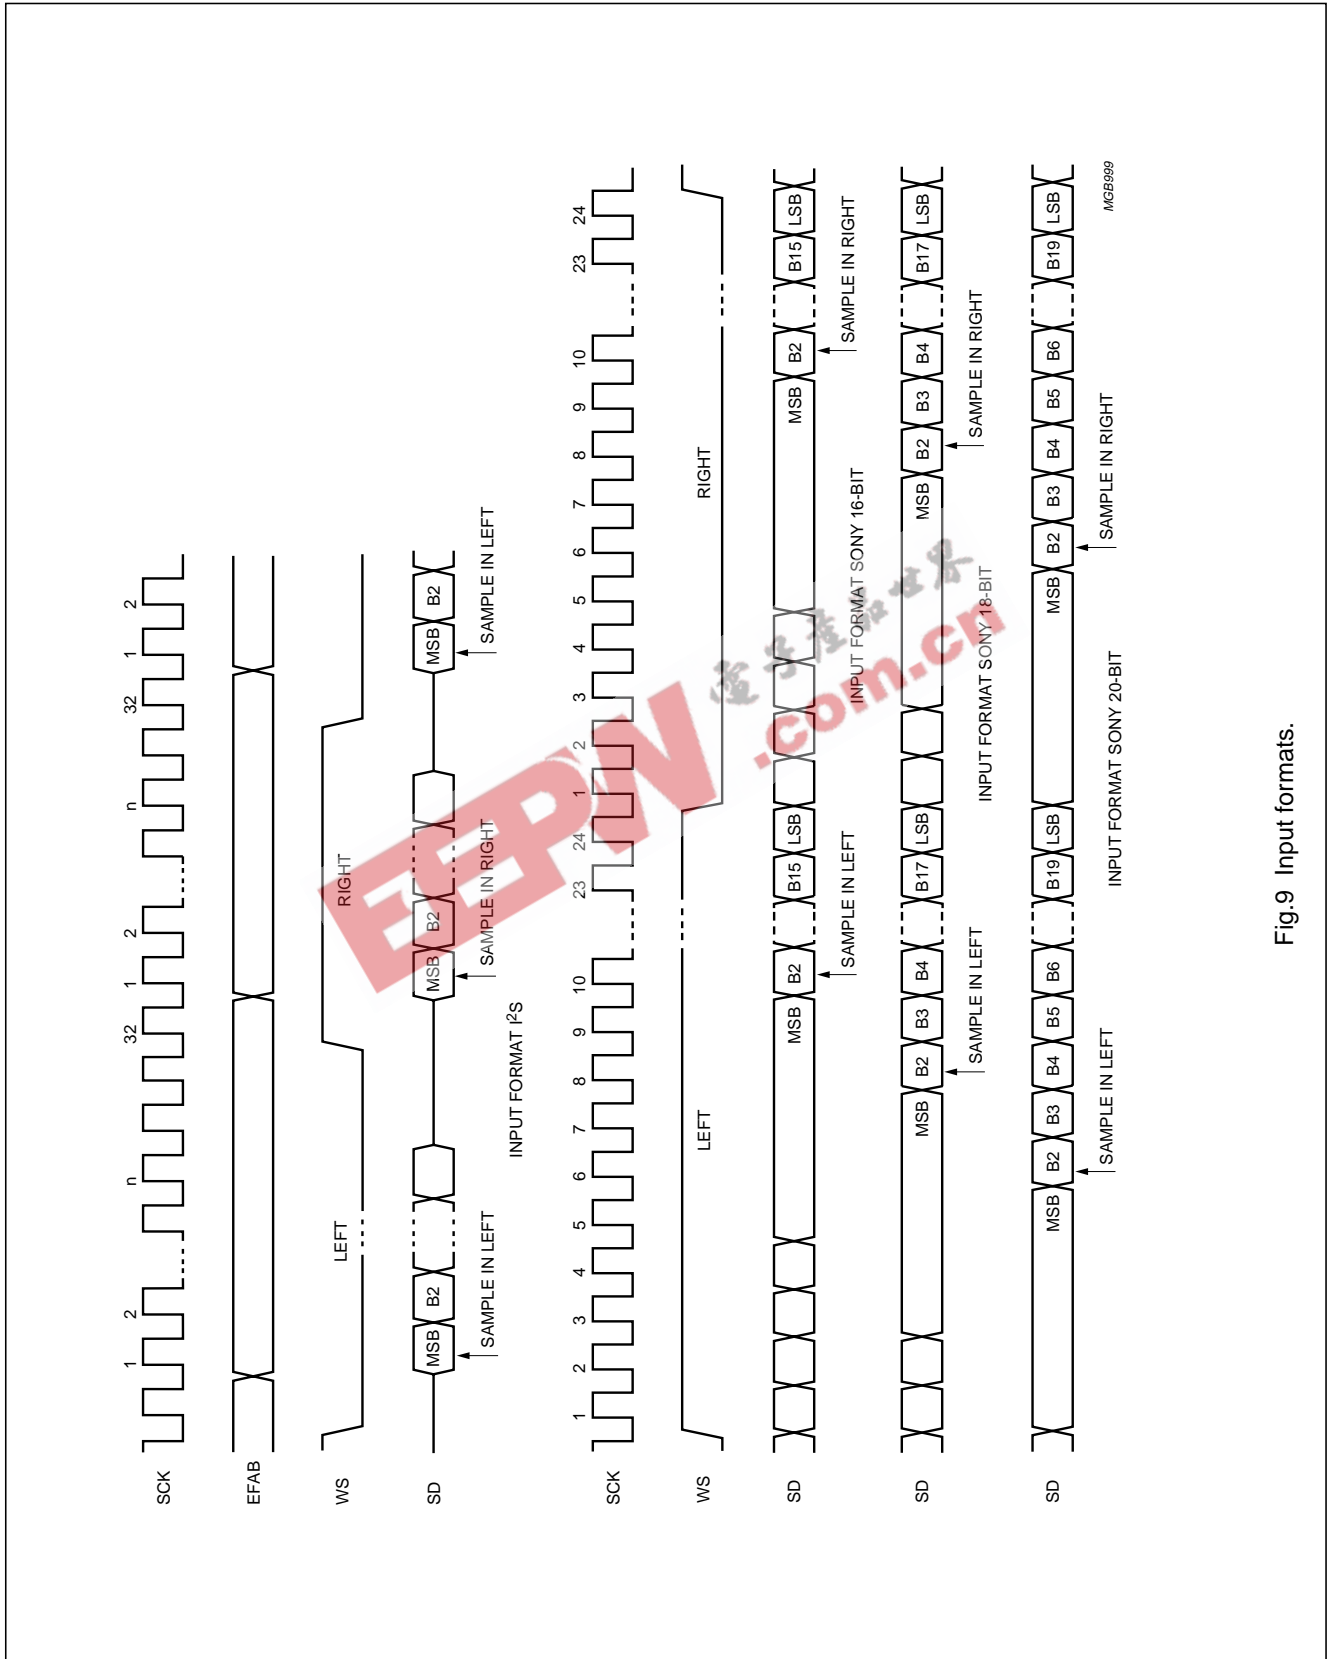 SCK 1 2 n 32 1 2 n 32 1 2
EFAB
WS LEFT RIGHT
SD MSB B2 MSB B2 MSB B2
SAMPLE IN LEFT SAMPLE IN RIGHT SAMPLE IN LEFT
INPUT FORMAT I²S
SCK 1 2 3 4 5 6 7 8 9 10 23 24 1 2 3 4 5 6 7 8 9 10 23 24
WS LEFT RIGHT
SD MSB B2 B15 LSB MSB B2 B15 LSB
SAMPLE IN LEFT SAMPLE IN RIGHT
INPUT FORMAT SONY 16-BIT
SD MSB B2 B3 B4 B17 LSB MSB B2 B3 B4 B17 LSB
SAMPLE IN LEFT SAMPLE IN RIGHT
INPUT FORMAT SONY 18-BIT
SD MSB B2 B3 B4 B5 B6 B19 LSB MSB B2 B3 B4 B5 B6 B19 LSB
SAMPLE IN LEFT SAMPLE IN RIGHT
INPUT FORMAT SONY 20-BIT
MGB999
Fig.9 Input formats.
EEPW.com.cn
電子產品世界